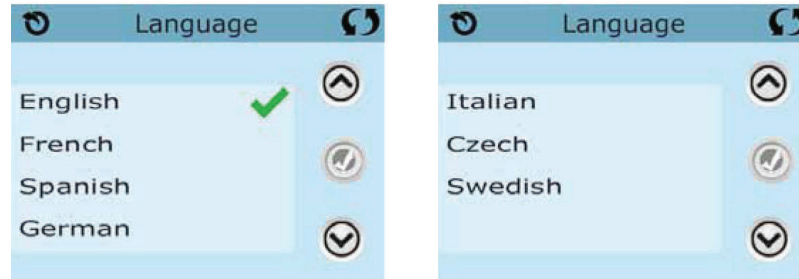 Language
English
French
Spanish
German
Language
Italian
Czech
Swedish